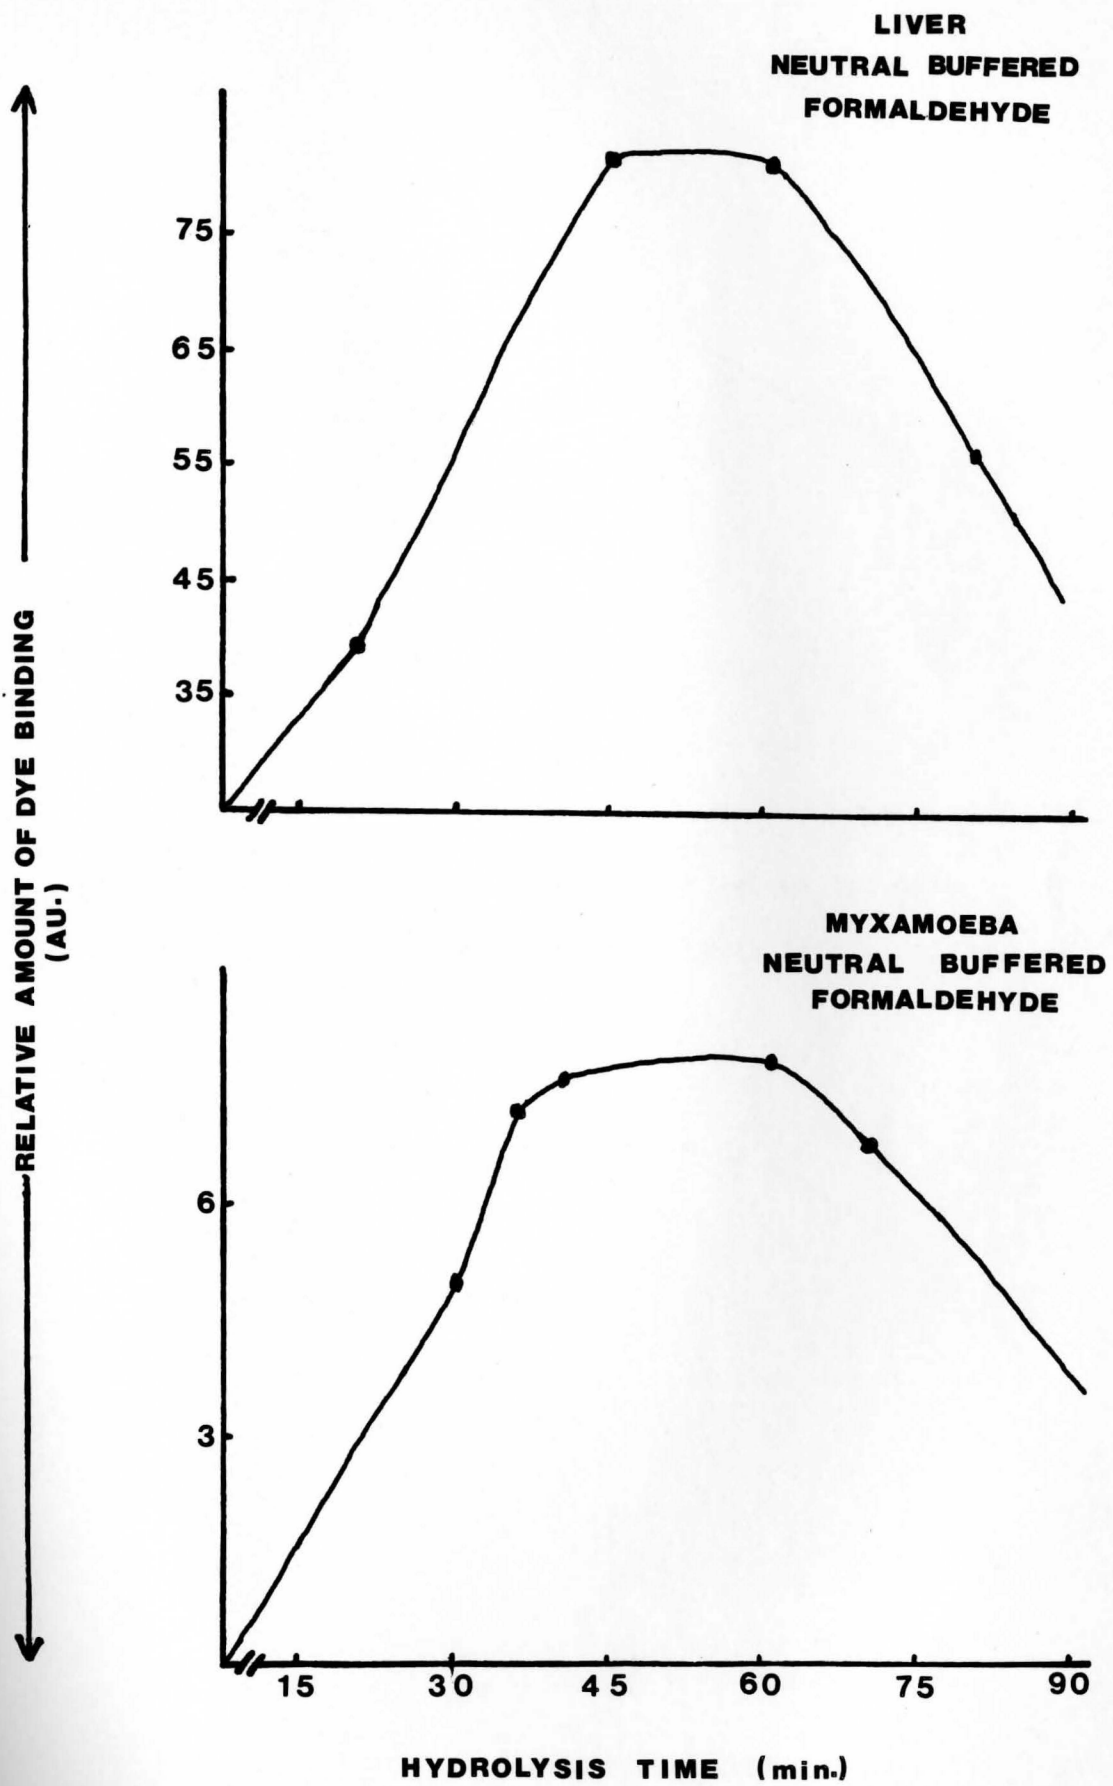 LIVER
NEUTRAL BUFFERED
FORMALDEHYDE
75
65
55
45
35
RELATIVE AMOUNT OF DYE BINDING
(AU.)
MYXAMOEBA
NEUTRAL BUFFERED
FORMALDEHYDE
6
3
15 30 45 60 75 90
HYDROLYSIS TIME (min.)